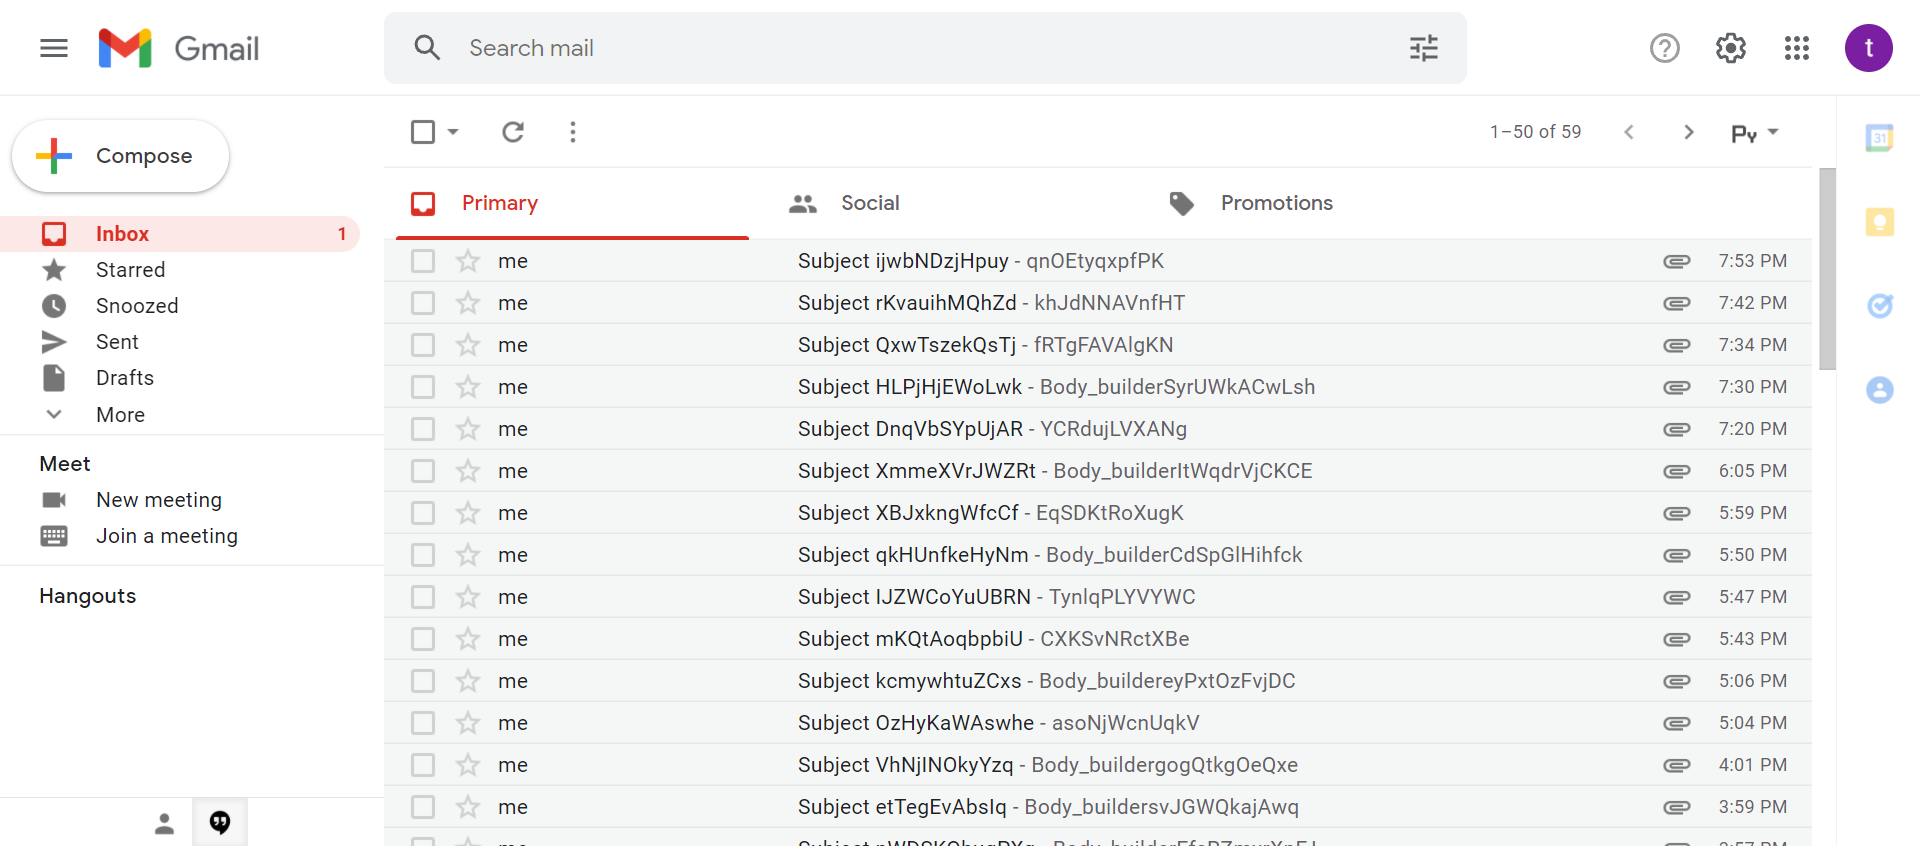 Gmail
Search mail
t
Compose
1–50 of 59
Py
31
Primary
Social
Promotions
Inbox 1
Starred
Snoozed
Sent
Drafts
More
Meet
New meeting
Join a meeting
Hangouts
me Subject ijwbNDzjHpuy - qnOEtyqxpfPK 7:53 PM
me Subject rKvauihMQhZd - khJdNNAVnfHT 7:42 PM
me Subject QxwTszekQsTj - fRTgFAVAlgKN 7:34 PM
me Subject HLPjHjEWoLwk - Body_builderSyrUWkACwLsh 7:30 PM
me Subject DnqVbSYpUjAR - YCRdujLVXANg 7:20 PM
me Subject XmmeXVrJWZRt - Body_builderItWqdrVjCKCE 6:05 PM
me Subject XBJxkngWfcCf - EqSDKtRoXugK 5:59 PM
me Subject qkHUnfkeHyNm - Body_builderCdSpGlHihfck 5:50 PM
me Subject IJZWCoYuUBRN - TynlqPLYVYWC 5:47 PM
me Subject mKQtAoqbpbiU - CXKSvNRctXBe 5:43 PM
me Subject kcmywhtuZCxs - Body_buildereyPxtOzFvjDC 5:06 PM
me Subject OzHyKaWAswhe - asoNjWcnUqkV 5:04 PM
me Subject VhNjINOkyYzq - Body_buildergogQtkgOeQxe 4:01 PM
me Subject etTegEvAbsIq - Body_buildersvJGWQkajAwq 3:59 PM
me Subject